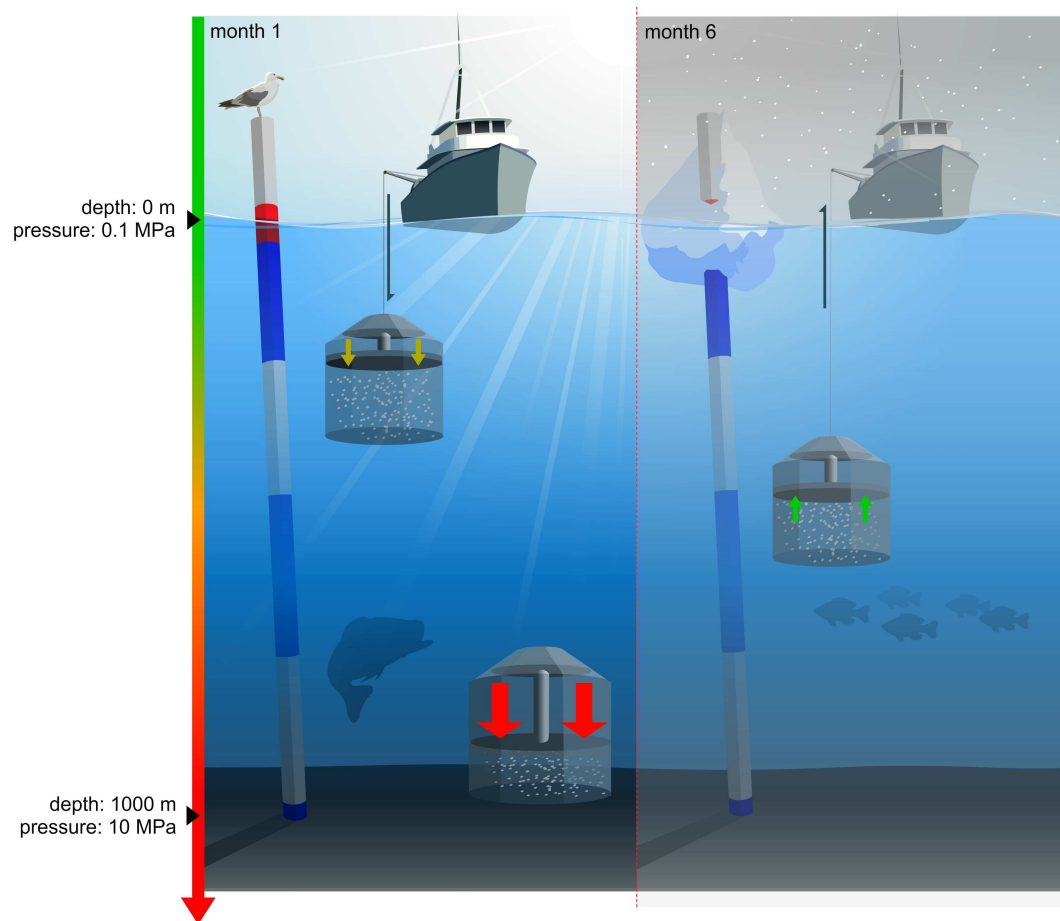 month 1
month 6
depth: 0 m
pressure: 0.1 MPa
depth: 1000 m
pressure: 10 MPa